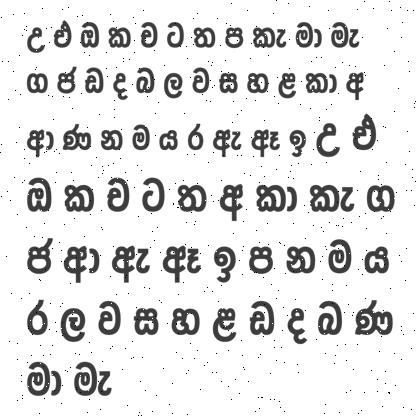 උ එ ඔ ක ච ට ත ප කැ මා මැ
ග ජ ඩ ද බ ල ව ස හ ළ කා අ
ආ ණ න ම ය ර ඇ ඈ ඉ උ එ
ඔ ක ච ට ත අ කා කැ ග
ජ ආ ඇ ඈ ඉ ප න ම ය
ර ල ව ස හ ළ ඩ ද බ ණ
මා මැ